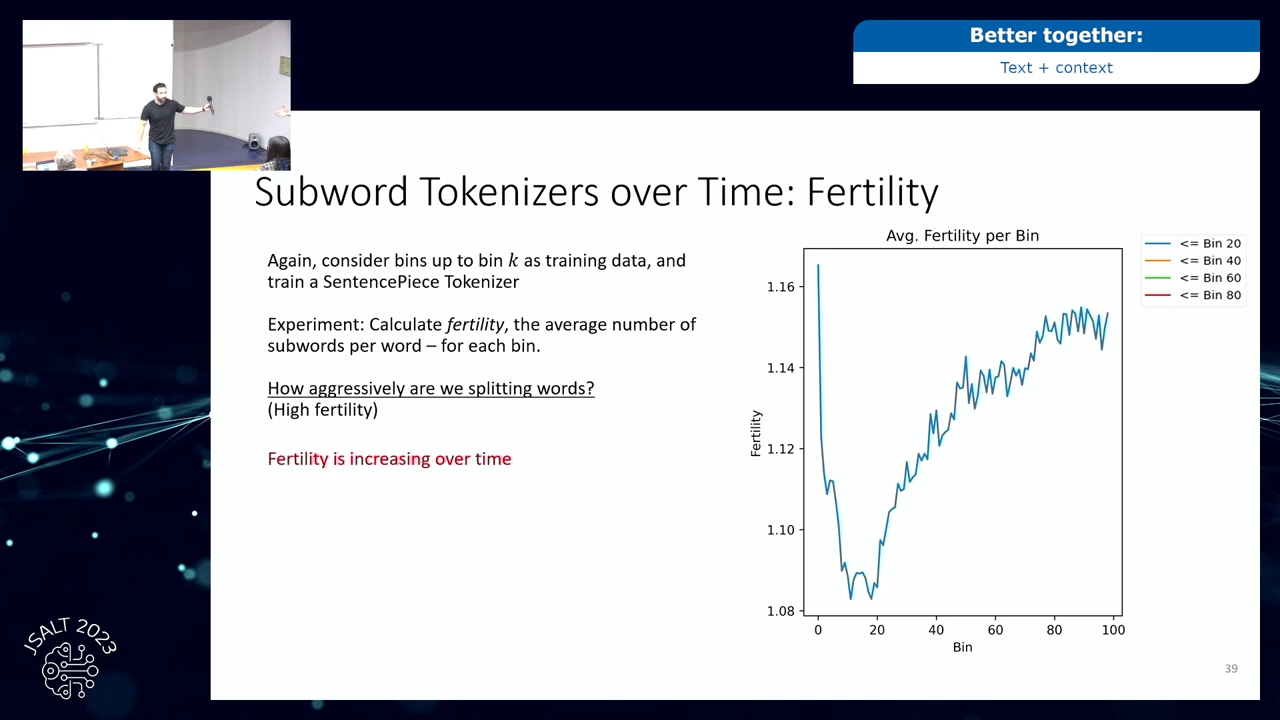 Better together:
Text + context
Subword Tokenizers over Time: Fertility
Again, consider bins up to bin k as training data, and
train a SentencePiece Tokenizer
Experiment: Calculate fertility, the average number of
subwords per word – for each bin.
How aggressively are we splitting words?
(High fertility)
Fertility is increasing over time
Avg. Fertility per Bin
<= Bin 20
<= Bin 40
<= Bin 60
<= Bin 80
1.16
1.14
1.12
1.10
1.08
Fertility
0 20 40 60 80 100
Bin
39
JSALT 2023